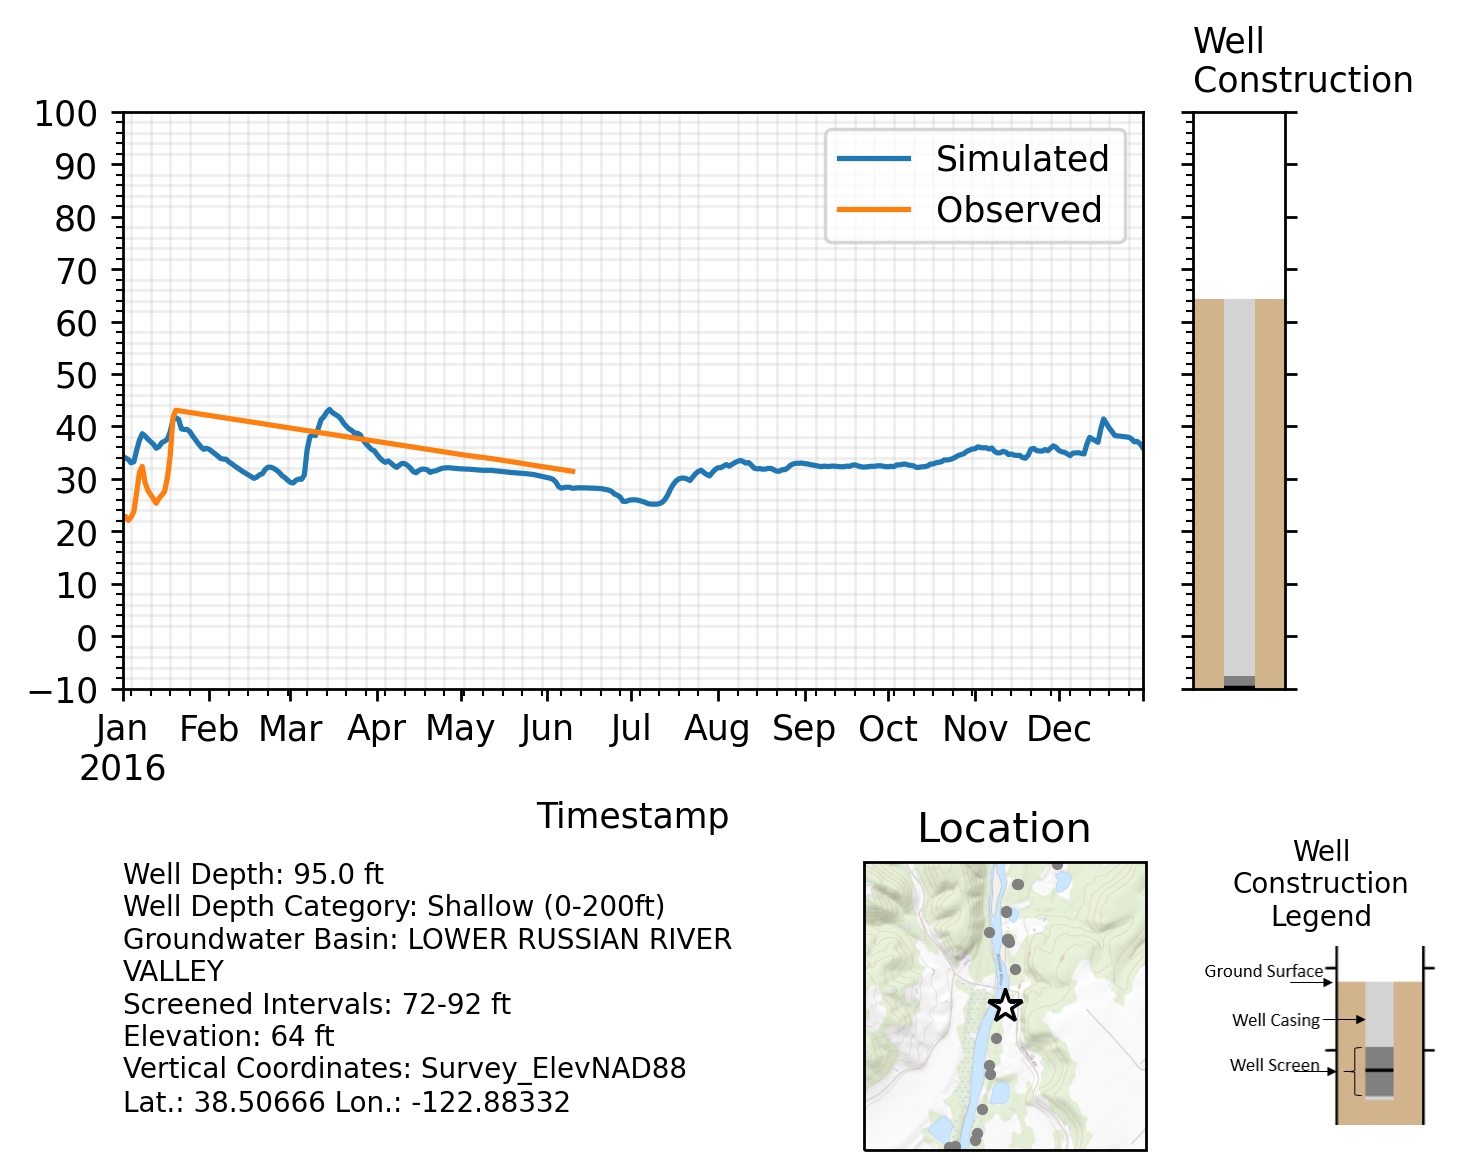 Well
Construction
100
90
80
70
60
50
40
30
20
10
0
−10
Simulated
Observed
Jan Feb Mar Apr May Jun Jul Aug Sep Oct Nov Dec
2016
Timestamp
Well Depth: 95.0 ft
Well Depth Category: Shallow (0-200ft)
Groundwater Basin: LOWER RUSSIAN RIVER
VALLEY
Screened Intervals: 72-92 ft
Elevation: 64 ft
Vertical Coordinates: Survey_ElevNAD88
Lat.: 38.50666 Lon.: -122.88332
Location
Well
Construction
Legend
Ground Surface
Well Casing
Well Screen